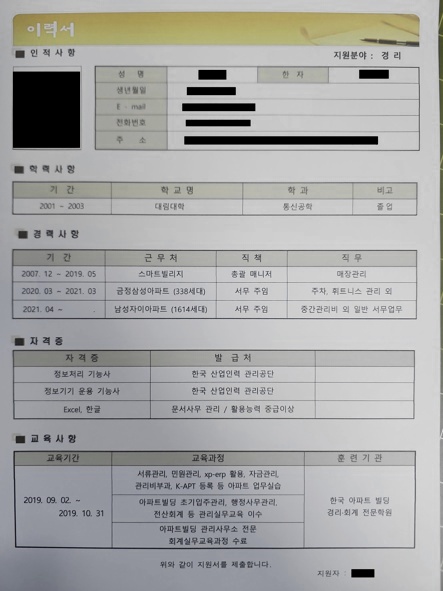 이력서
인적사항
지원분야 : 경 리
성 명 한 자
생년월일
E - mail
전화번호
주 소
학력사항
기 간 학 교 명 학 과 비고
2001 ~ 2003 대림대학 통신공학 졸업
경력사항
기 간 근 무 처 직 책 직 무
2007. 12 ~ 2019. 05 스마트빌리지 총괄 매니저 매장관리
2020. 03 ~ 2021. 03 금정삼성아파트 (338세대) 서무 주임 주차, 휘트니스 관리 외
2021. 04 ~ 남성자이아파트 (1614세대) 서무 주임 중간관리비 외 일반 서무업무
자 격 증
자 격 증 발 급 처
정보처리 기능사 한국 산업인력 관리공단
정보기기 운용 기능사 한국 산업인력 관리공단
Excel, 한글 문서사무 관리 / 활용능력 중급이상
교육사항
교육기간 교육과정 훈 련 기 관
서류관리, 민원관리, xp-erp 활용, 자금관리,
관리비부과, K-APT 등록 등 아파트 업무실습
2019. 09. 02. ~
2019. 10. 31
아파트빌딩 초기입주관리, 행정사무관리,
전산회계 등 관리실무교육 이수
한국 아파트 빌딩
경리·회계 전문학원
아파트빌딩 관리사무소 전문
회계실무교육과정 수료
위와 같이 지원서를 제출합니다.
지원자 :